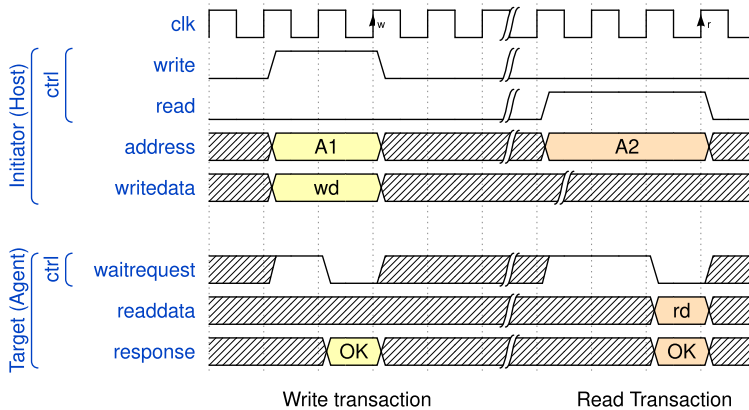 clk
w
r
Initiator (Host)
ctrl
write
read
address
A1
A2
writedata
wd
Target (Agent)
ctrl
waitrequest
readdata
rd
response
OK
OK
Write transaction
Read Transaction